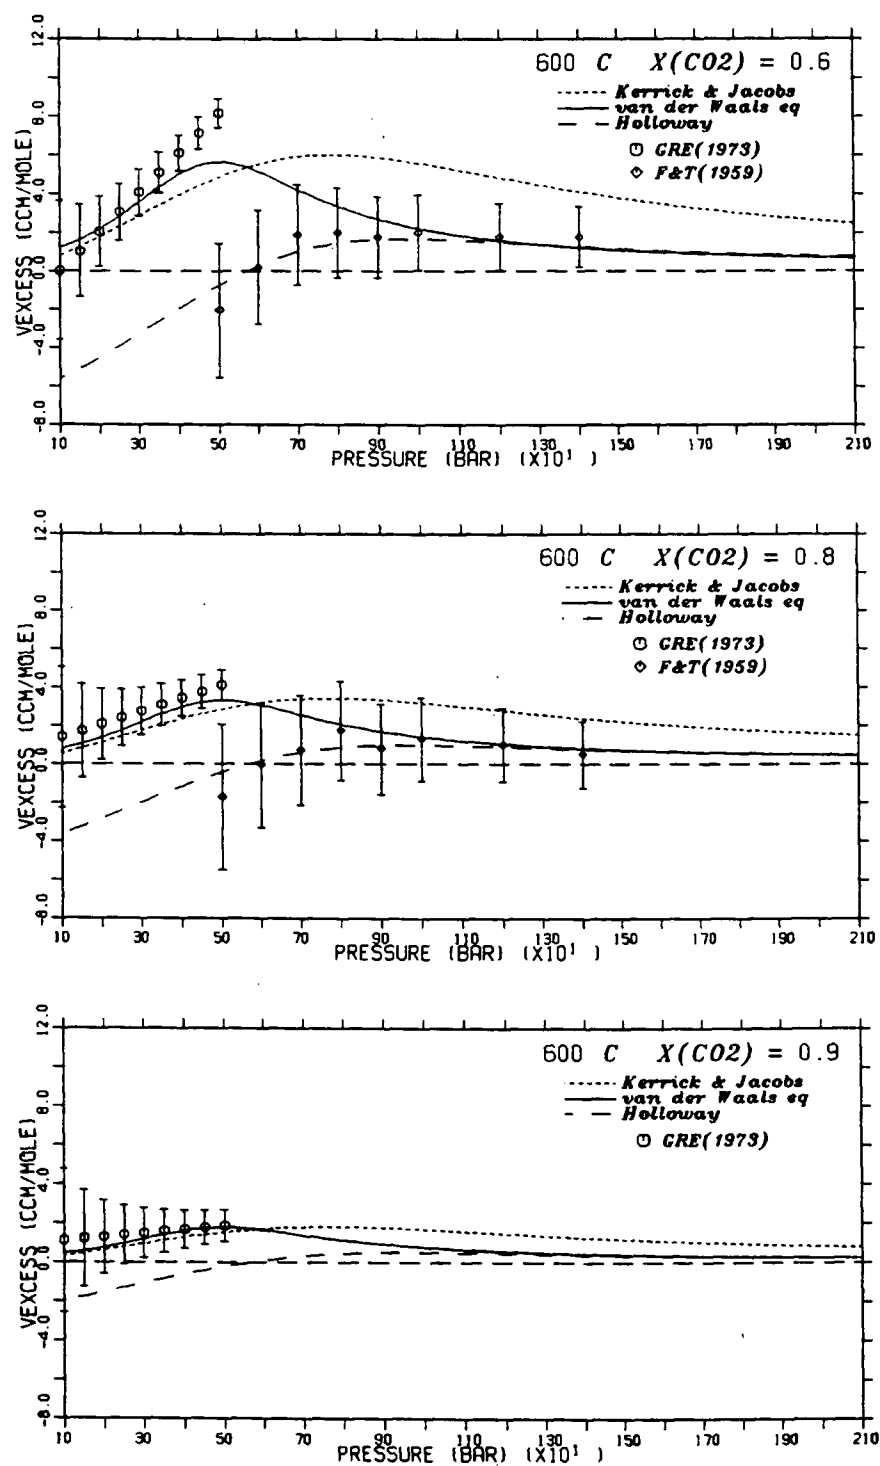 12.0
600 C X(CO2) = 0.6
Kerrick & Jacobs
van der Waals eq
Holloway
GRE(1973)
F&T(1959)
8.0
4.0
0.0
-4.0
-8.0
VEXCESS (CCM/MOLE)
10 30 50 70 90 110 130 150 170 190 210
PRESSURE (BAR) (X10¹ )
12.0
600 C X(CO2) = 0.8
Kerrick & Jacobs
van der Waals eq
Holloway
GRE(1973)
F&T(1959)
8.0
4.0
0.0
-4.0
-8.0
VEXCESS (CCM/MOLE)
10 30 50 70 90 110 130 150 170 190 210
PRESSURE (BAR) (X10¹ )
12.0
600 C X(CO2) = 0.9
Kerrick & Jacobs
van der Waals eq
Holloway
GRE(1973)
8.0
4.0
0.0
-4.0
-8.0
VEXCESS (CCM/MOLE)
10 30 50 70 90 110 130 150 170 190 210
PRESSURE (BAR) (X10¹ )